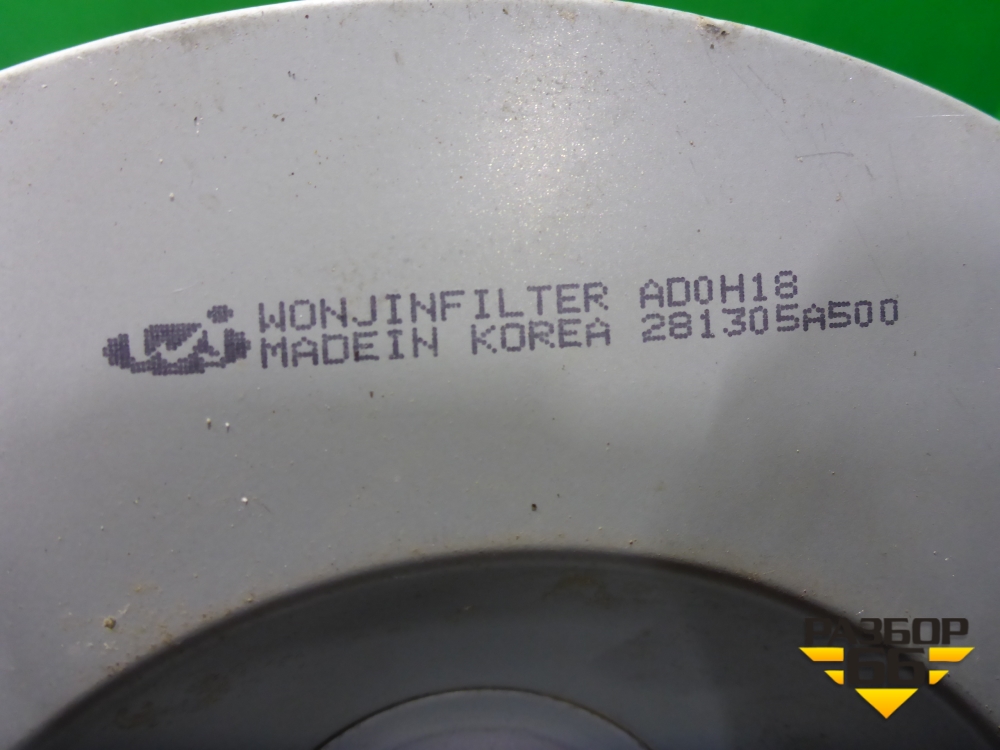 WONJINFILTER AD0H18
MADEIN KOREA 281305A500
РАЗБОР
66